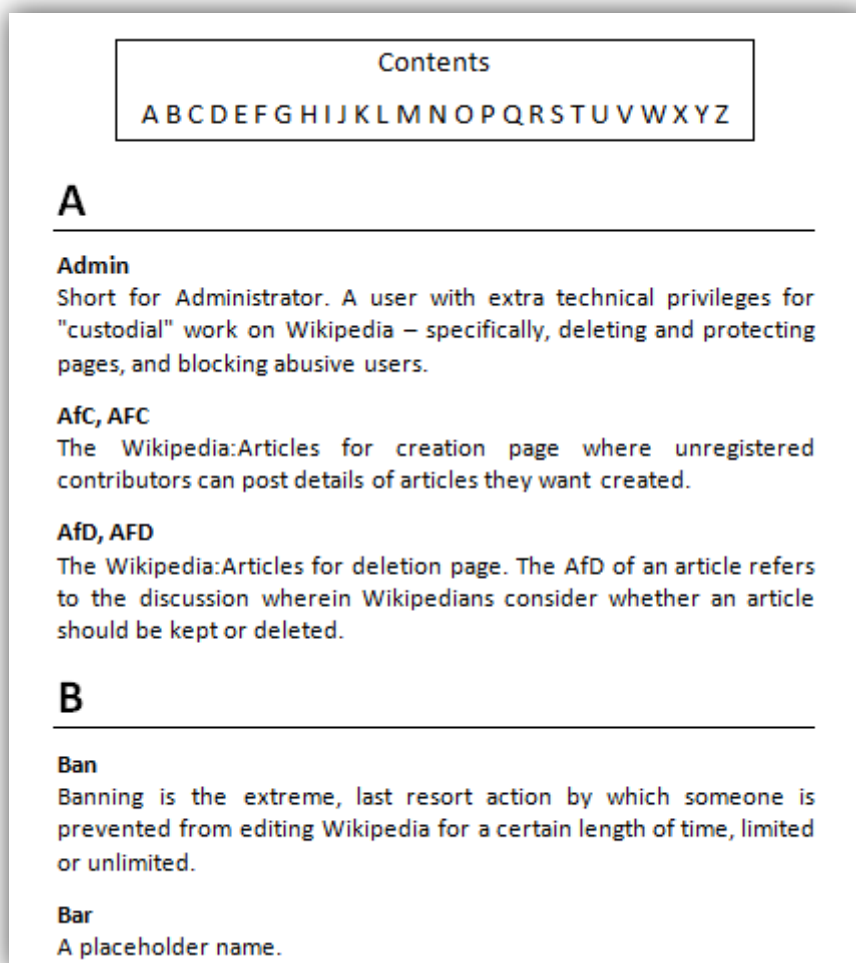 Contents
A B C D E F G H I J K L M N O P Q R S T U V W X Y Z
A
Admin
Short for Administrator. A user with extra technical privileges for
"custodial" work on Wikipedia – specifically, deleting and protecting
pages, and blocking abusive users.
AfC, AFC
The Wikipedia:Articles for creation page where unregistered
contributors can post details of articles they want created.
AfD, AFD
The Wikipedia:Articles for deletion page. The AfD of an article refers
to the discussion wherein Wikipedians consider whether an article
should be kept or deleted.
B
Ban
Banning is the extreme, last resort action by which someone is
prevented from editing Wikipedia for a certain length of time, limited
or unlimited.
Bar
A placeholder name.